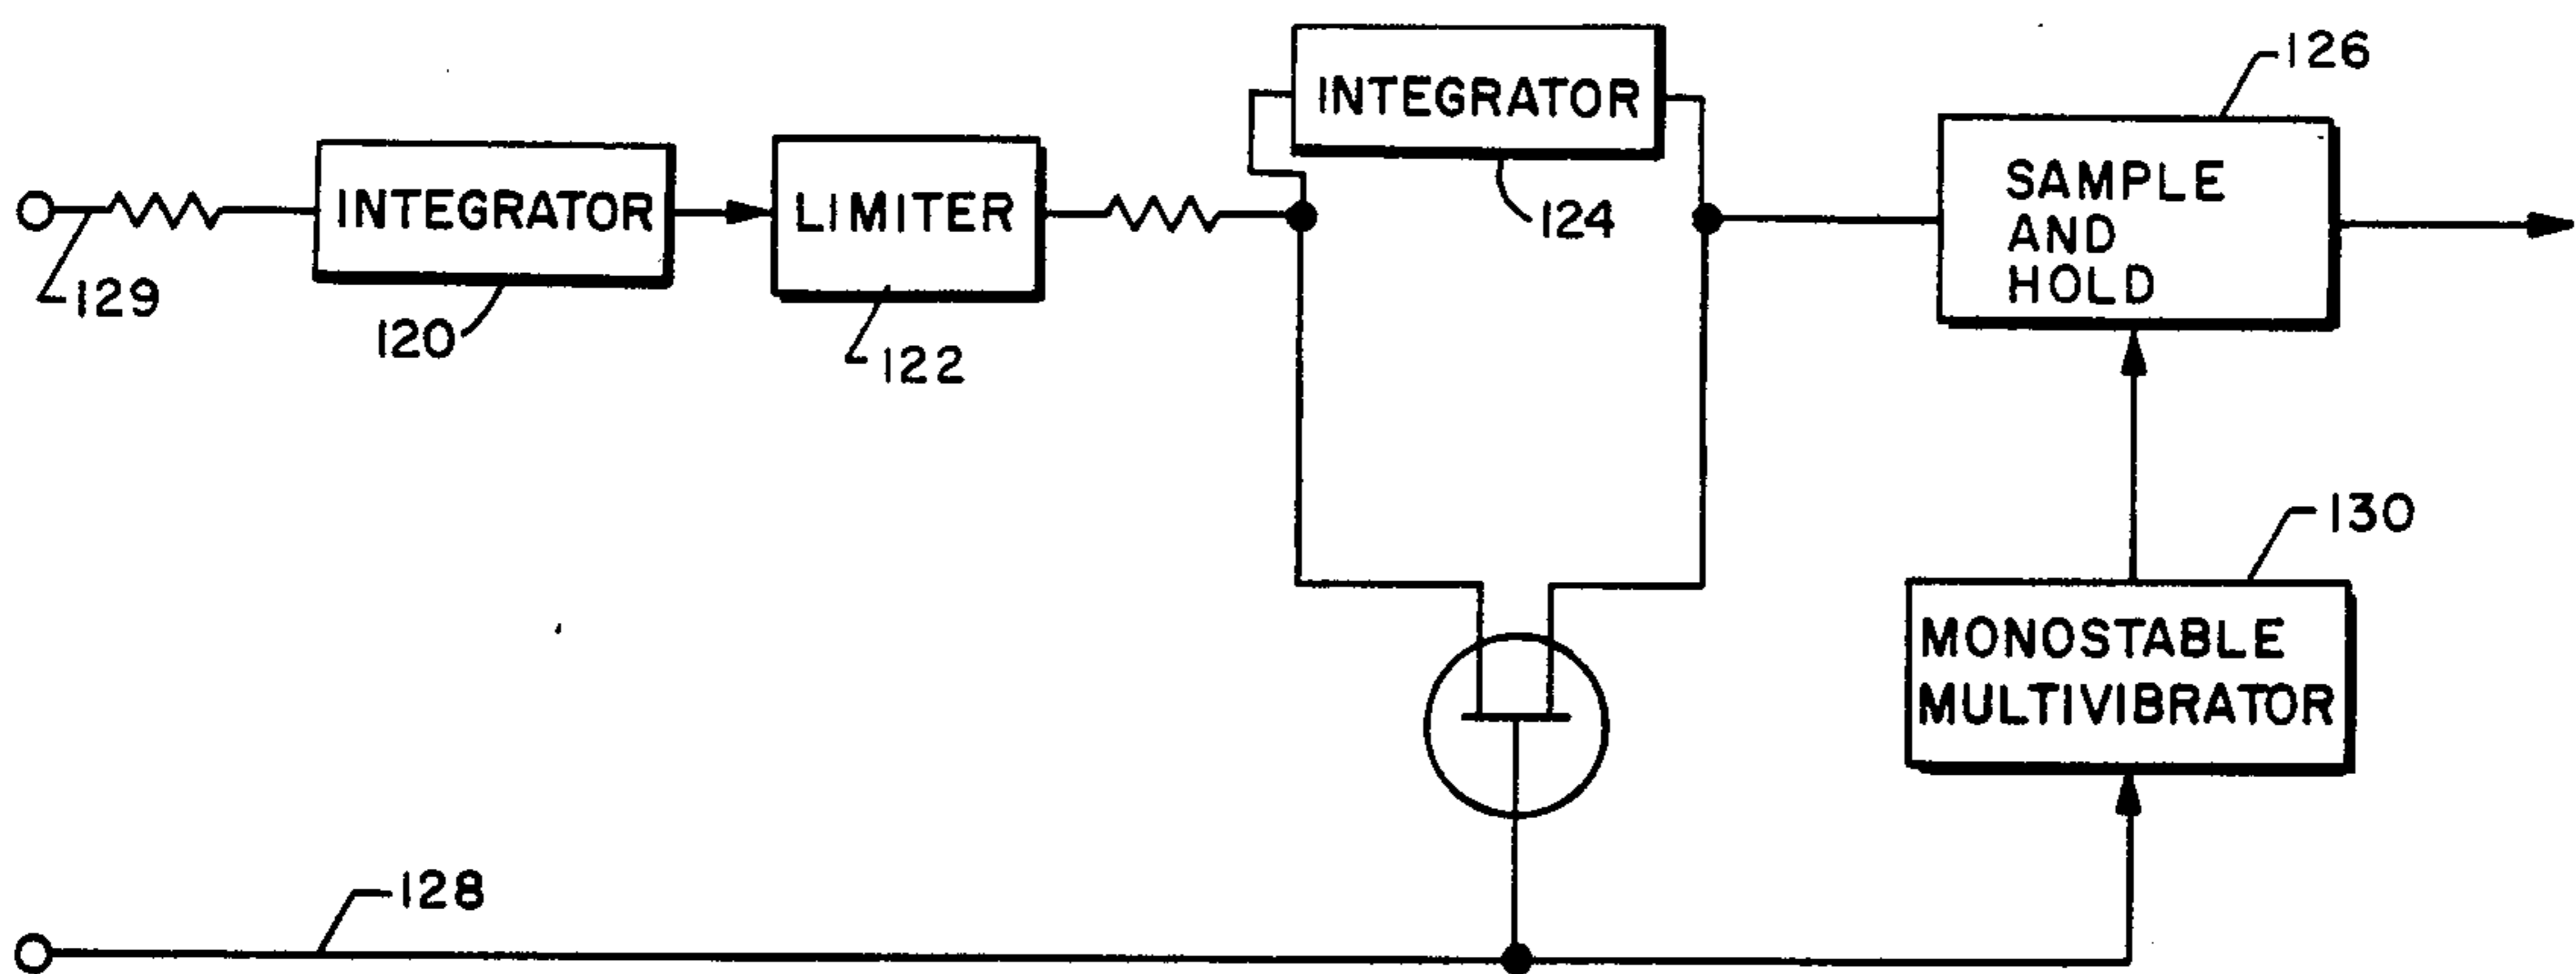 126
INTEGRATOR
SAMPLE
AND
HOLD
INTEGRATOR
LIMITER
124
129
120
122
130
MONOSTABLE
MULTIVIBRATOR
128